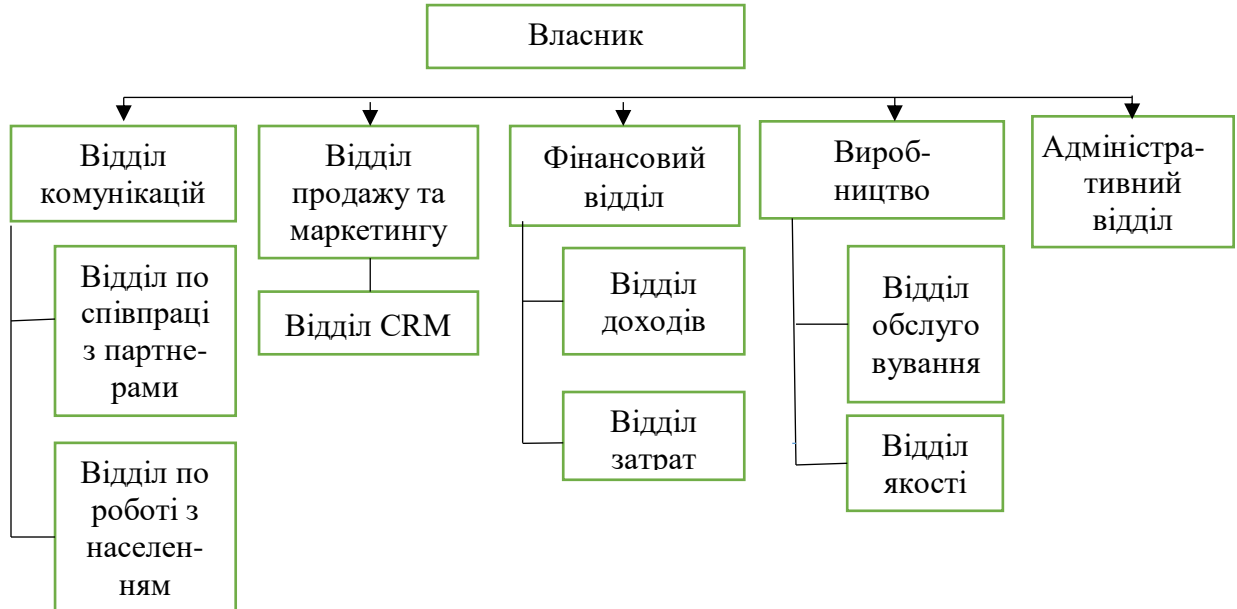 Власник
Відділ
комунікацій
Відділ
продажу та
маркетингу
Фінансовий
відділ
Вироб-
ництво
Адміністра-
тивний
відділ
Відділ по
співпраці
з партне-
рами
Відділ по
роботі з
населен-
ням
Відділ CRM
Відділ
доходів
Відділ
затрат
Відділ
обслуго
вування
Відділ
якості